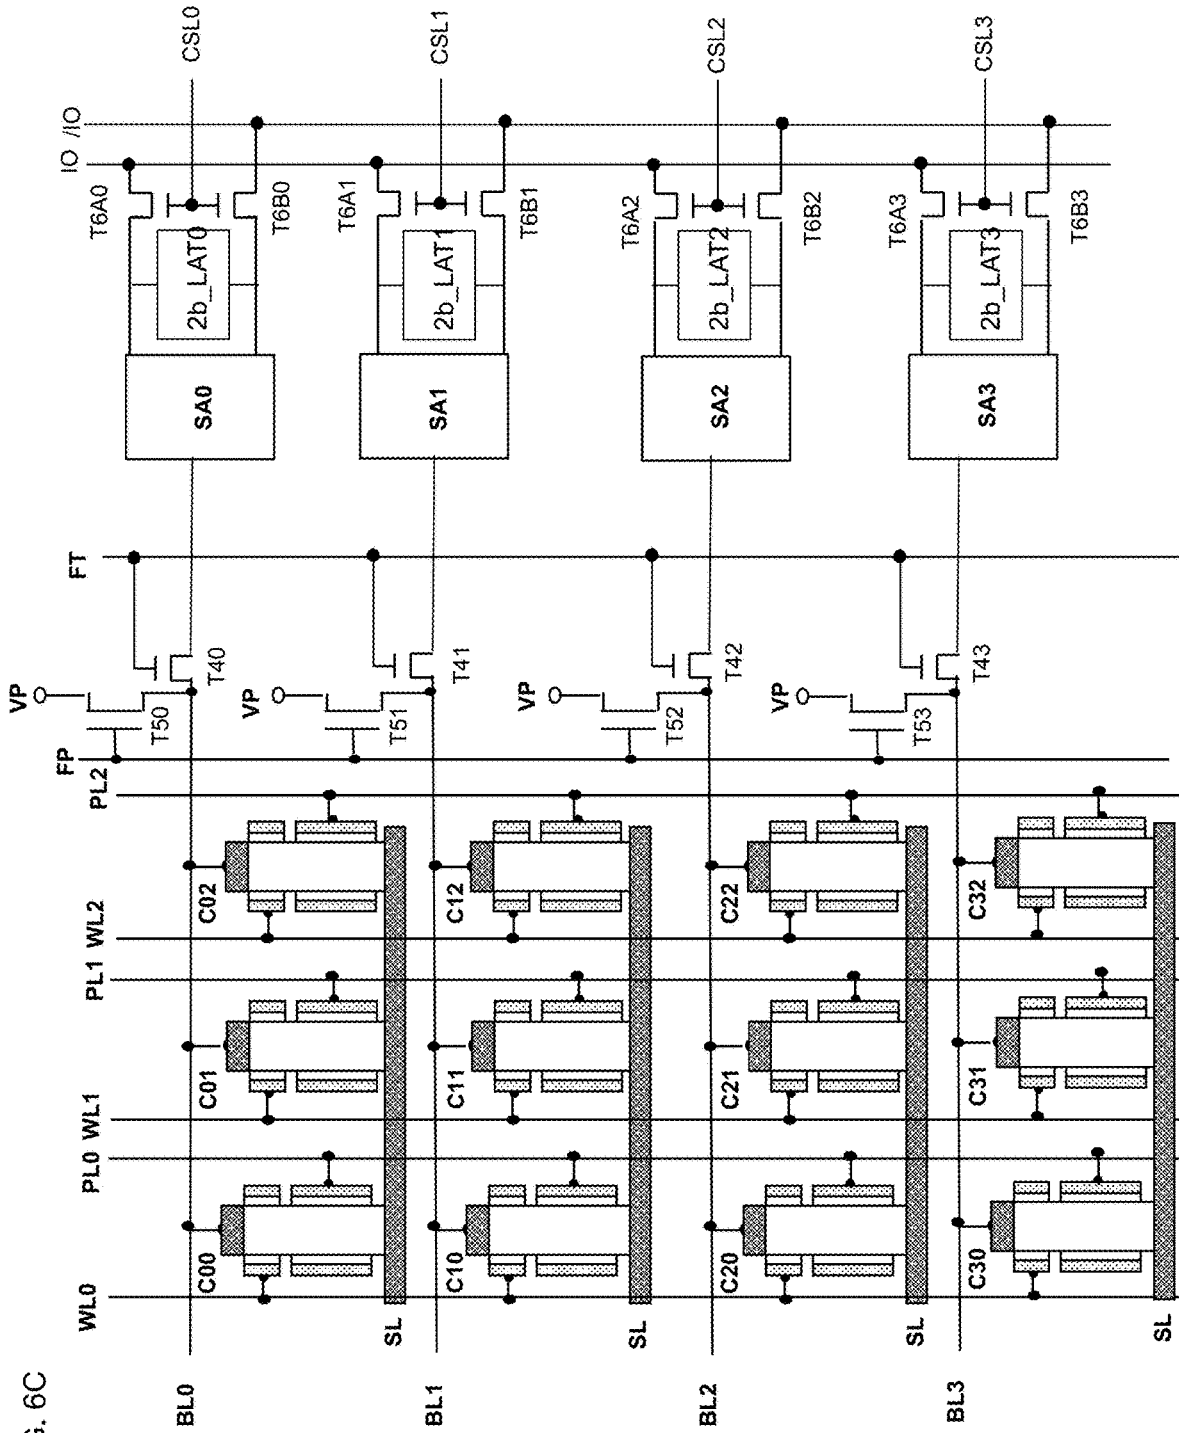 G. 6C
BL0
BL1
BL2
BL3
WL0
PL0
WL1
PL1
WL2
PL2
FP
FT
IO
/IO
SL
SL
SL
SL
C00
C01
C02
C10
C11
C12
C20
C21
C22
C30
C31
C32
VP
VP
VP
VP
T50
T51
T52
T53
T40
T41
T42
T43
SA0
SA1
SA2
SA3
2b_LAT0
2b_LAT1
2b_LAT2
2b_LAT3
T6A0
T6B0
T6A1
T6B1
T6A2
T6B2
T6A3
T6B3
CSL0
CSL1
CSL2
CSL3